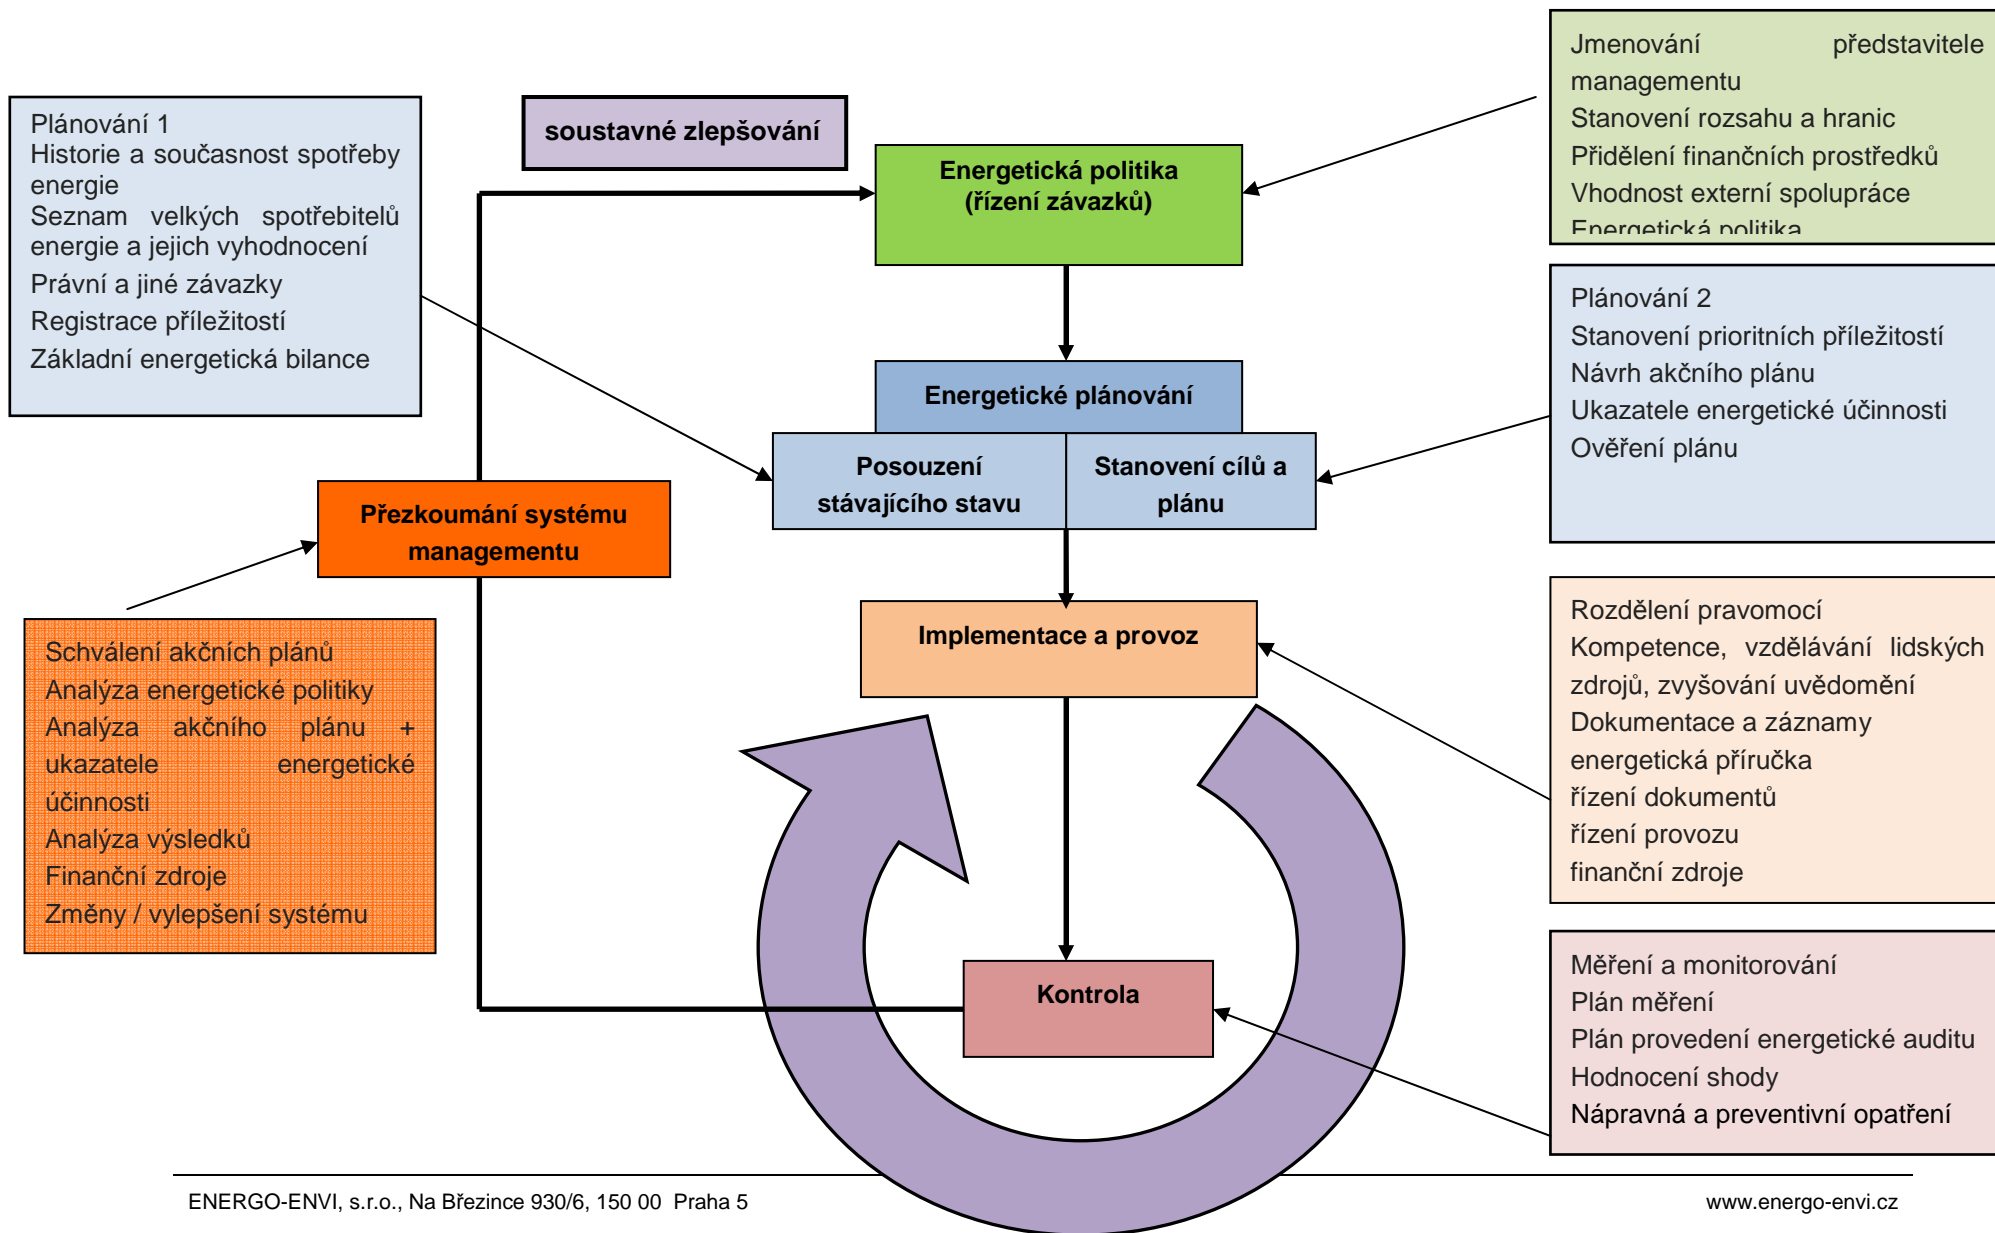 Jmenování představitele
managementu
Stanovení rozsahu a hranic
Přidělení finančních prostředků
Vhodnost externí spolupráce
Energetická politika
Plánování 1
Historie a současnost spotřeby
energie
Seznam velkých spotřebitelů
energie a jejich vyhodnocení
Právní a jiné závazky
Registrace příležitostí
Základní energetická bilance
soustavné zlepšování
Energetická politika
(řízení závazků)
Plánování 2
Stanovení prioritních příležitostí
Návrh akčního plánu
Ukazatele energetické účinnosti
Ověření plánu
Energetické plánování
Posouzení
stávajícího stavu
Stanovení cílů a
plánu
Přezkoumání systému
managementu
Implementace a provoz
Rozdělení pravomocí
Kompetence, vzdělávání lidských
zdrojů, zvyšování uvědomění
Dokumentace a záznamy
energetická příručka
řízení dokumentů
řízení provozu
finanční zdroje
Schválení akčních plánů
Analýza energetické politiky
Analýza akčního plánu +
ukazatele energetické
účinnosti
Analýza výsledků
Finanční zdroje
Změny / vylepšení systému
Kontrola
Měření a monitorování
Plán měření
Plán provedení energetické auditu
Hodnocení shody
Nápravná a preventivní opatření
ENERGO-ENVI, s.r.o., Na Březince 930/6, 150 00 Praha 5
www.energo-envi.cz